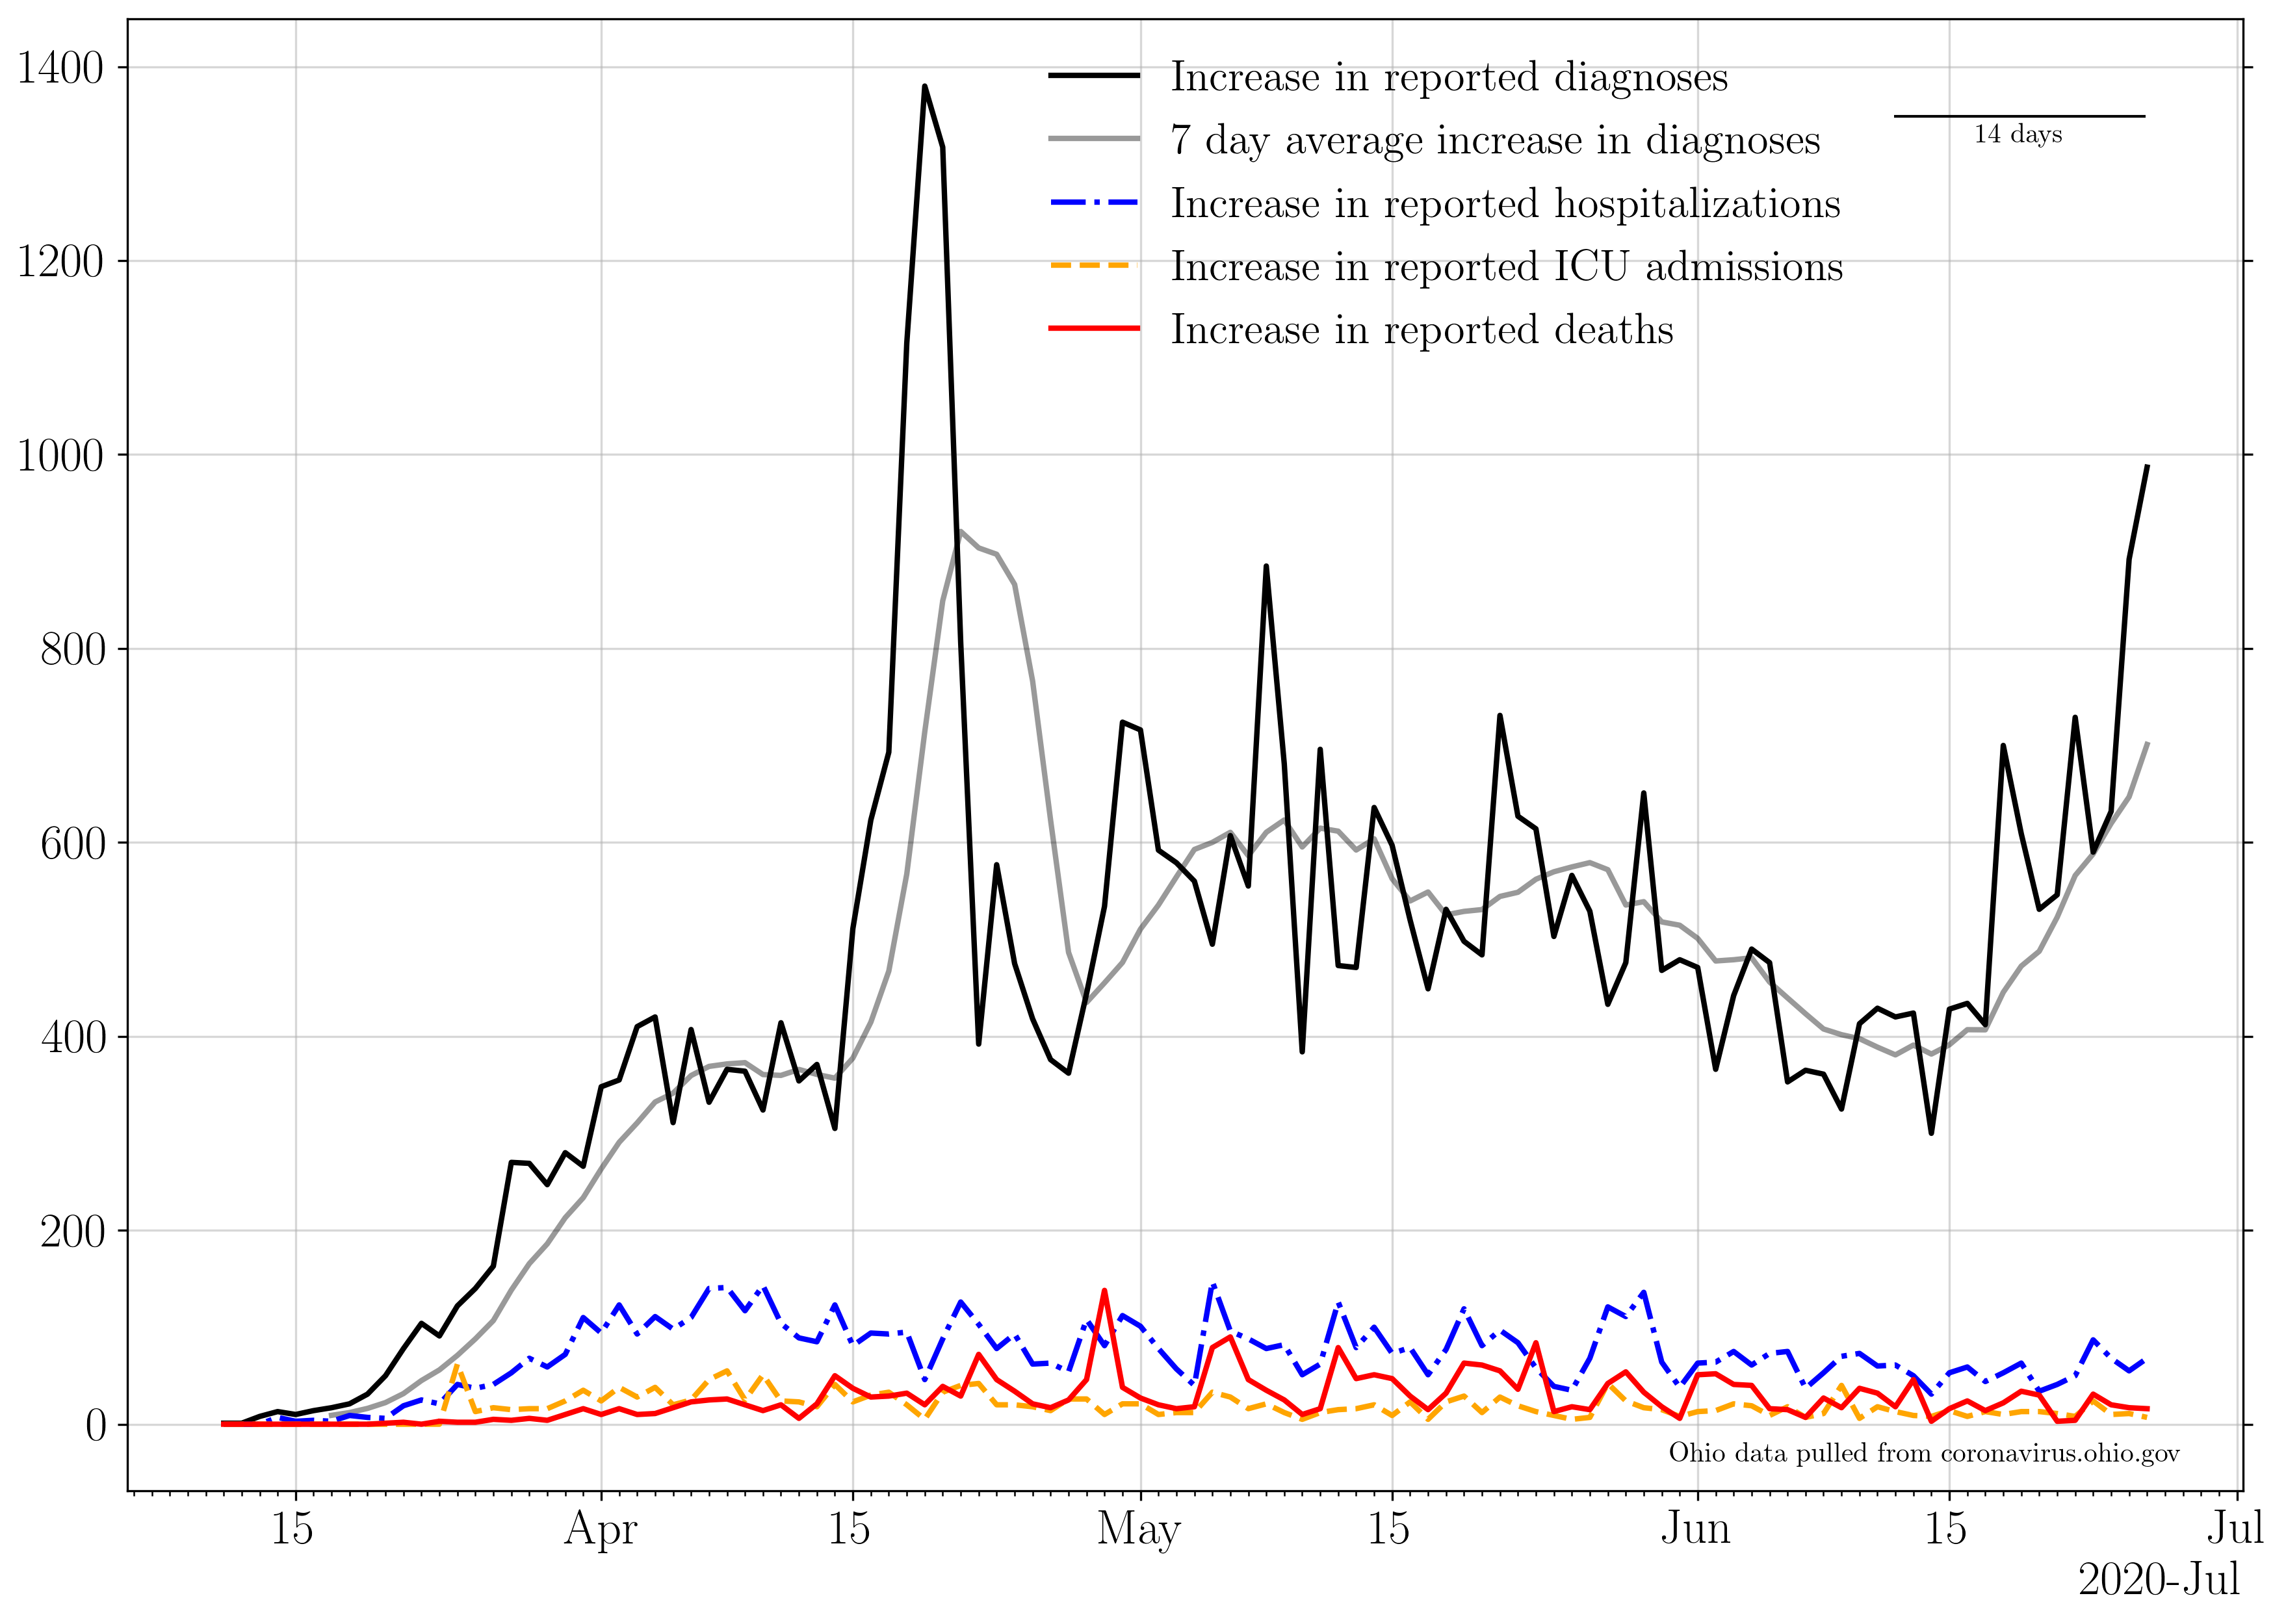 1400
1200
1000
800
600
400
200
0
Increase in reported diagnoses
7 day average increase in diagnoses
Increase in reported hospitalizations
Increase in reported ICU admissions
Increase in reported deaths
14 days
Ohio data pulled from coronavirus.ohio.gov
15 Apr 15 May 15 Jun 15 Jul
2020-Jul